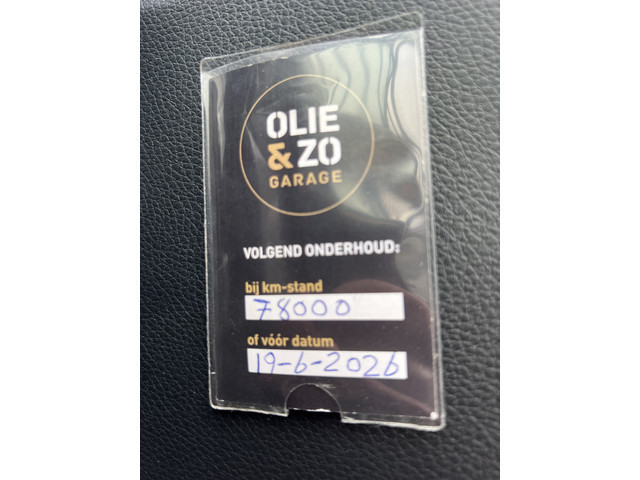 OLIE
& ZO
GARAGE
VOLGEND ONDERHOUD:
bij km-stand
78000
of vóór datum
19-6-2026